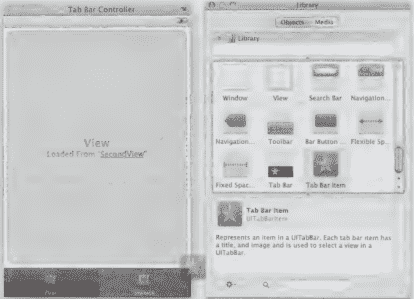 Tab Bar Controller
View
Loaded From "SecondView"
First
Library
Objects
Media
Library
Window
View
Search Bar
Navigation...
Navigation...
Toolbar
Bar Button ...
Flexible Sp...
Fixed Spac...
Tab Bar
Tab Bar Item
Tab Bar Item
UITabBarItem
Represents an item in a UITabBar. Each tab bar item has
a title, and image and is used to select a view in a
UITabBar.